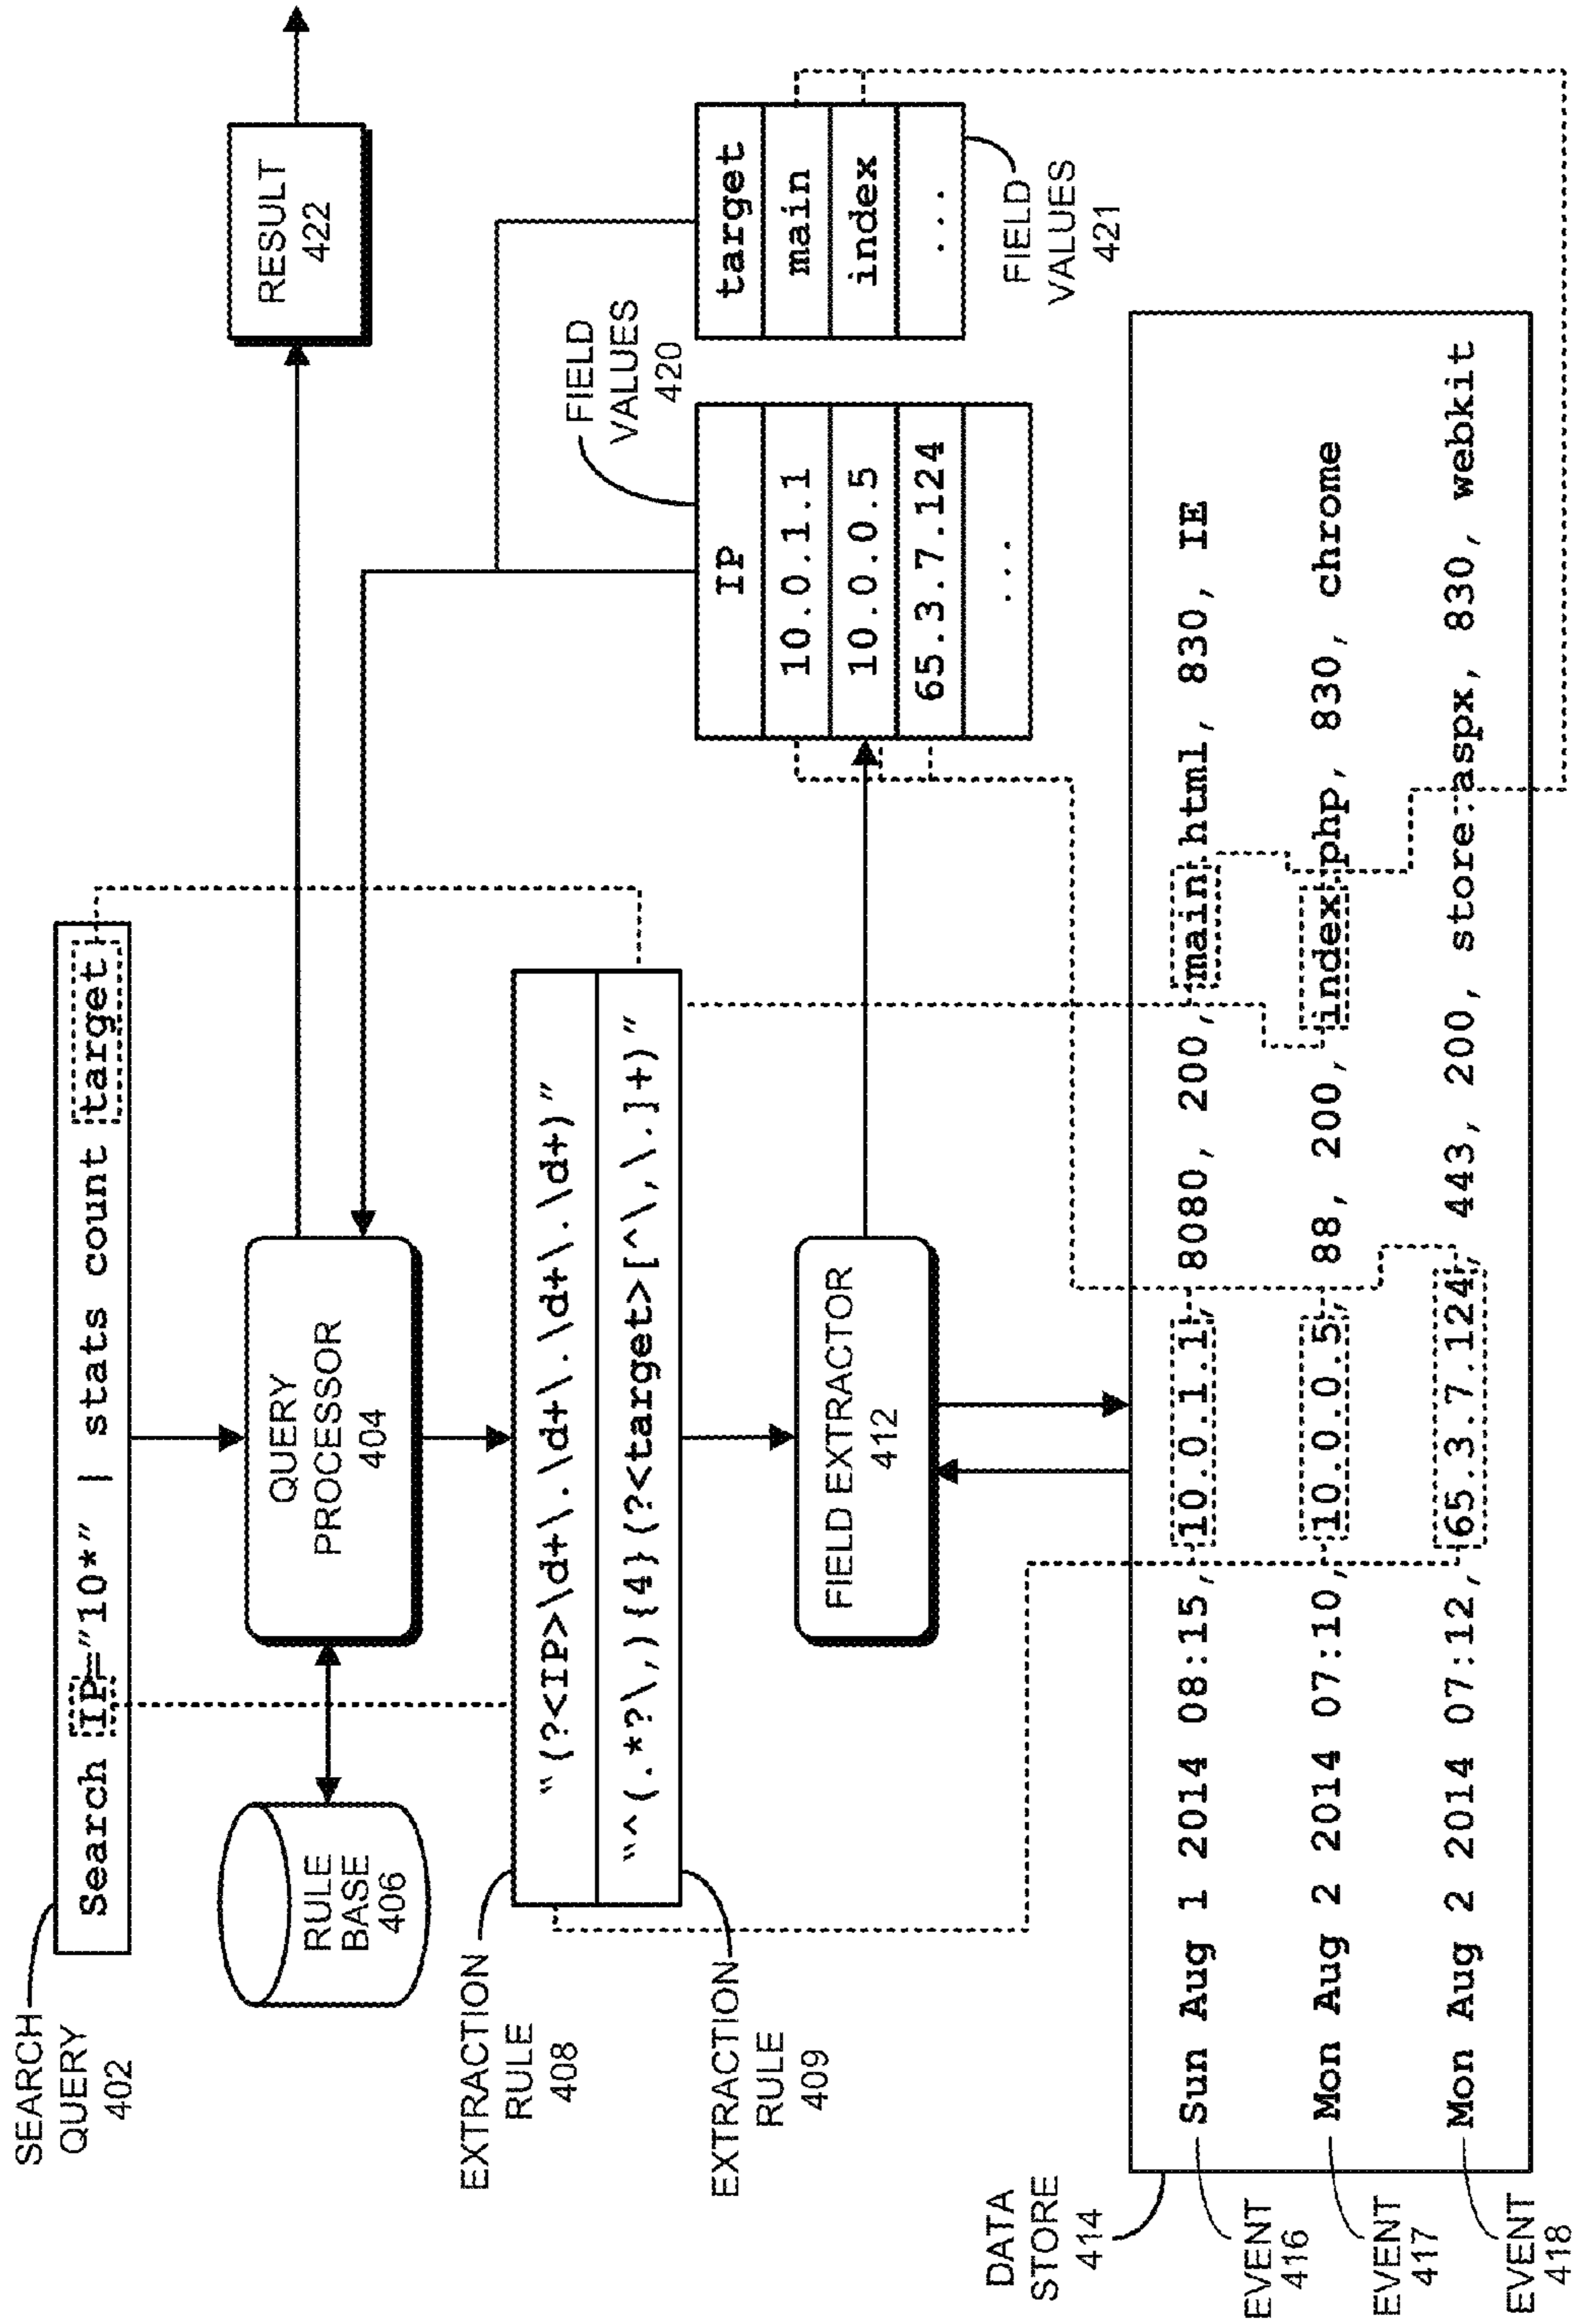 SEARCH
QUERY
402
Search IP="10*" | stats count target
RULE
BASE
406
QUERY
PROCESSOR
404
RESULT
422
EXTRACTION
RULE
408
"(?<IP>\d+\.\d+\.\d+\.\d+)"
"^(.*?\,){4}(?<target>[^\,\.]+)"
EXTRACTION
RULE
409
FIELD EXTRACTOR
412
FIELD
VALUES
420
IP
10.0.1.1
10.0.0.5
65.3.7.124
...
target
main
index
...
FIELD
VALUES
421
DATA
STORE
414
EVENT
416
Sun Aug 1 2014 08:15, 10.0.1.1, 8080, 200, main.html, 830, IE
EVENT
417
Mon Aug 2 2014 07:10, 10.0.0.5, 88, 200, index.php, 830, chrome
EVENT
418
Mon Aug 2 2014 07:12, 65.3.7.124, 443, 200, store.aspx, 830, webkit